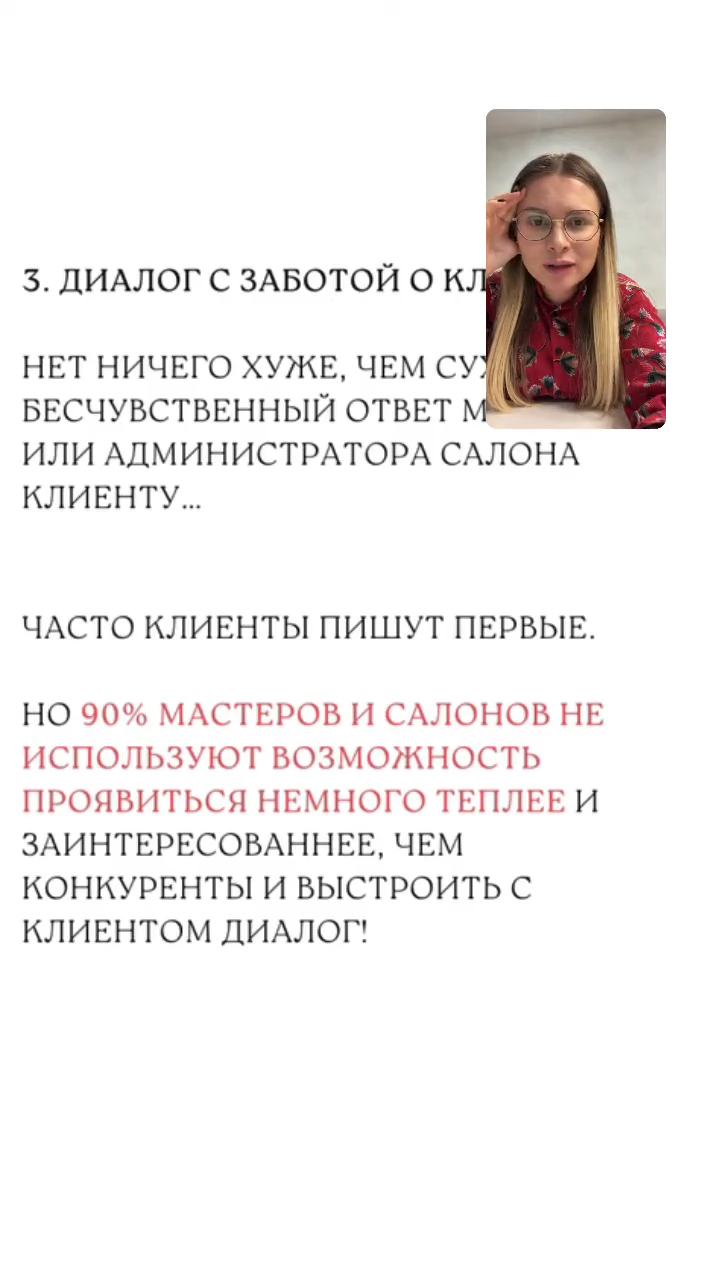 3. ДИАЛОГ С ЗАБОТОЙ О
НЕТ НИЧЕГО ХУЖЕ, ЧЕМ
БЕСЧУВСТВЕННЫЙ ОТВЕТ
ИЛИ АДМИНИСТРАТОРА САЛОНА
КЛИЕНТУ...
ЧАСТО КЛИЕНТЫ ПИШУТ ПЕРВЫЕ.
НО 90% МАСТЕРОВ И САЛОНОВ НЕ
ИСПОЛЬЗУЮТ ВОЗМОЖНОСТЬ
ПРОЯВИТЬСЯ НЕМНОГО ТЕПЛЕЕ И
ЗАИНТЕРЕСОВАННЕЕ, ЧЕМ
КОНКУРЕНТЫ И ВЫСТРОИТЬ С
КЛИЕНТОМ ДИАЛОГ!